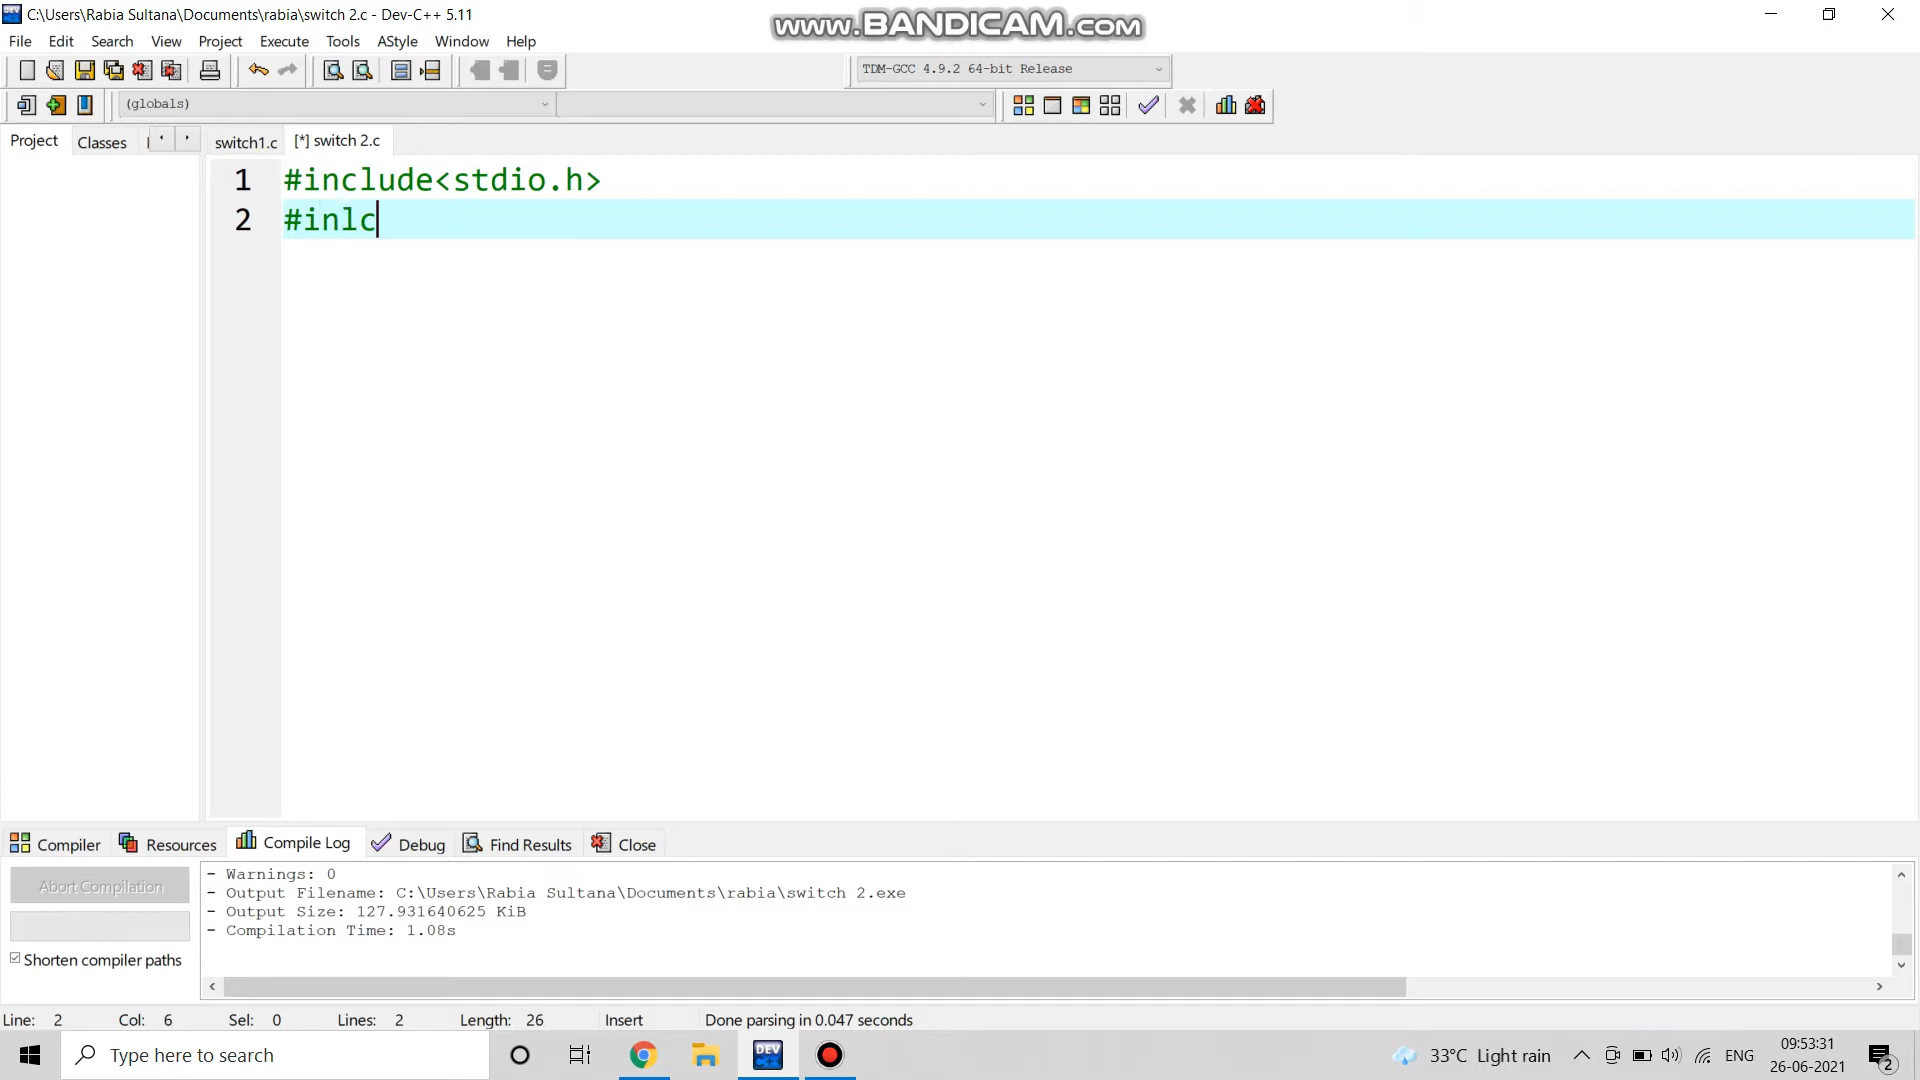 C:\Users\Rabia Sultana\Documents\rabia\switch 2.c - Dev-C++ 5.11
www.BANDICAM.com
File Edit Search View Project Execute Tools AStyle Window Help
TDM-GCC 4.9.2 64-bit Release
(globals)
Project Classes switch1.c [*] switch 2.c
1 #include<stdio.h>
2 #inlc
Compiler Resources Compile Log Debug Find Results Close
Abort Compilation
Shorten compiler paths
- Warnings: 0
- Output Filename: C:\Users\Rabia Sultana\Documents\rabia\switch 2.exe
- Output Size: 127.931640625 KiB
- Compilation Time: 1.08s
Line: 2 Col: 6 Sel: 0 Lines: 2 Length: 26 Insert Done parsing in 0.047 seconds
Type here to search
DEV C++
33°C Light rain
ENG
09:53:31
26-06-2021
2